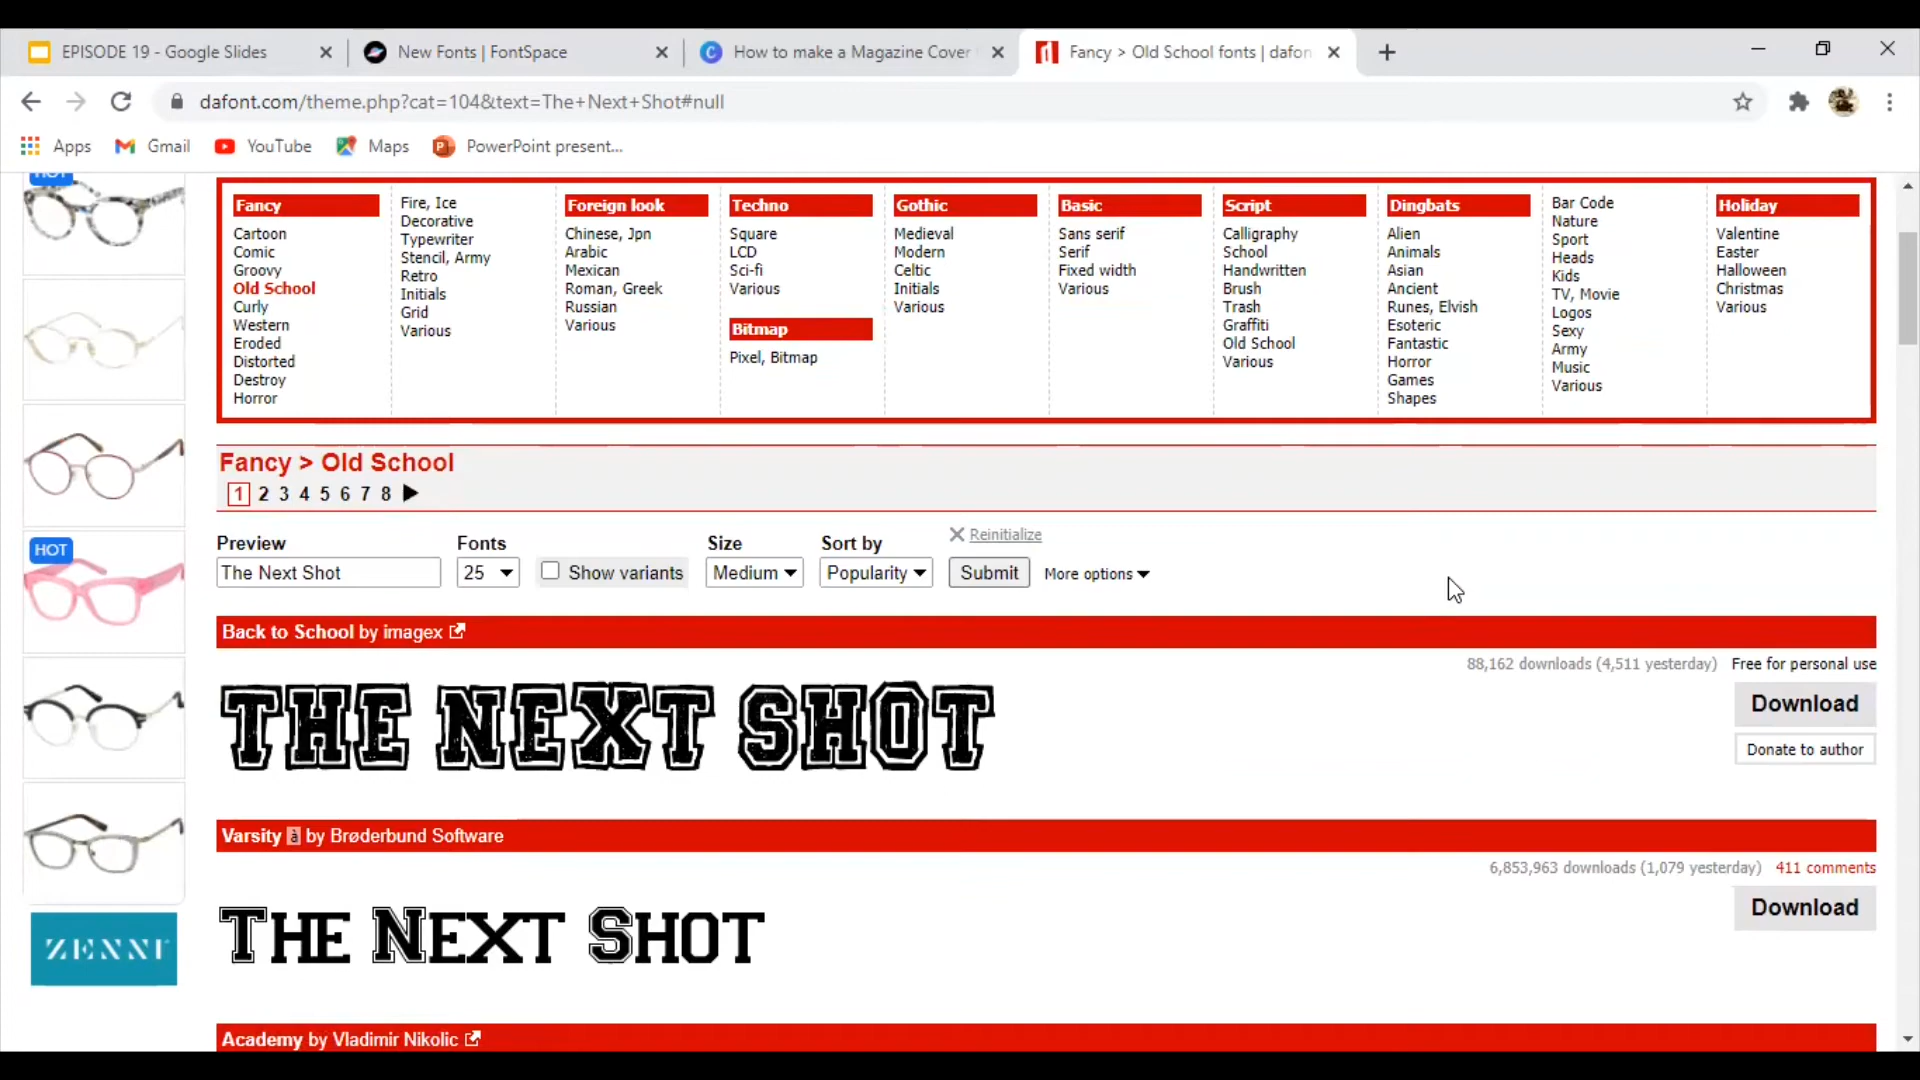 EPISODE 19 - Google Slides
New Fonts | FontSpace
How to make a Magazine Cover
Fancy > Old School fonts | dafon
dafont.com/theme.php?cat=104&text=The+Next+Shot#null
Apps
Gmail
YouTube
Maps
PowerPoint present...
HOT
Fancy
Cartoon
Comic
Groovy
Old School
Curly
Western
Eroded
Distorted
Destroy
Horror
Fire, Ice
Decorative
Typewriter
Stencil, Army
Retro
Initials
Grid
Various
Foreign look
Chinese, Jpn
Arabic
Mexican
Roman, Greek
Russian
Various
Techno
Square
LCD
Sci-fi
Various
Bitmap
Pixel, Bitmap
Gothic
Medieval
Modern
Celtic
Initials
Various
Basic
Sans serif
Serif
Fixed width
Various
Script
Calligraphy
School
Handwritten
Brush
Trash
Graffiti
Old School
Various
Dingbats
Alien
Animals
Asian
Ancient
Runes, Elvish
Esoteric
Fantastic
Horror
Games
Shapes
Bar Code
Nature
Sport
Heads
Kids
TV, Movie
Logos
Sexy
Army
Music
Various
Holiday
Valentine
Easter
Halloween
Christmas
Various
Fancy > Old School
1 2 3 4 5 6 7 8
Preview
The Next Shot
Fonts
25
Show variants
Size
Medium
Sort by
Popularity
Reinitialize
Submit
More options
HOT
Back to School by imagex
88,162 downloads (4,511 yesterday) Free for personal use
THE NEXT SHOT
Download
Donate to author
Varsity à by Brøderbund Software
6,853,963 downloads (1,079 yesterday) 411 comments
THE NEXT SHOT
Download
ZENNI
Academy by Vladimir Nikolic